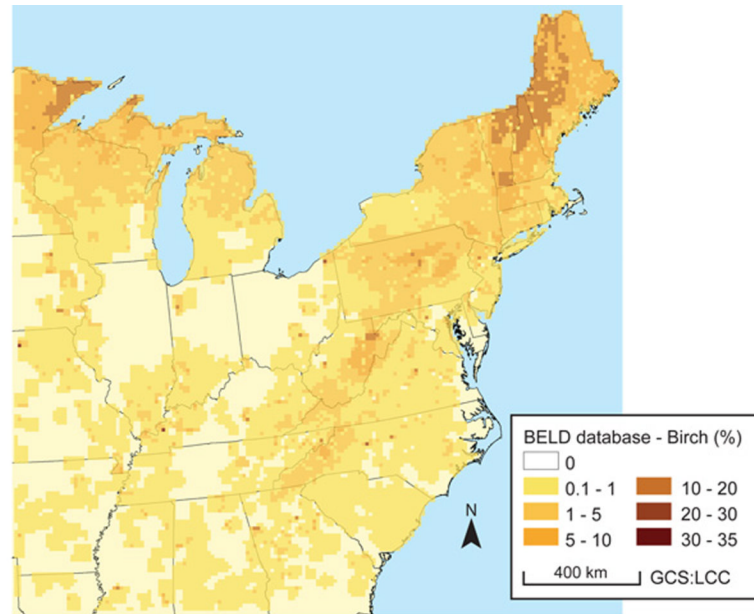 N
BELD database - Birch (%)
0
0.1 - 1
1 - 5
5 - 10
10 - 20
20 - 30
30 - 35
400 km
GCS:LCC